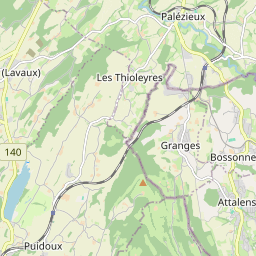 Palézieux
(Lavaux)
Les Thioleyres
140
Granges
Bossonne
Attalens
Puidoux